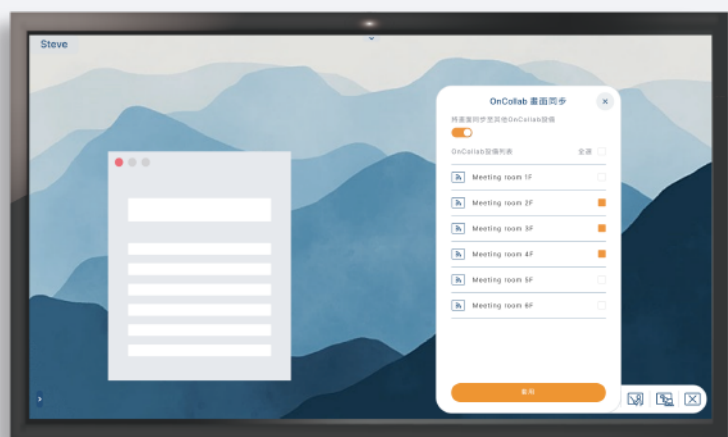 Steve
OnCollab 畫面同步
將畫面同步至其他OnCollab設備
OnCollab設備列表 全選
Meeting room 1F
Meeting room 2F
Meeting room 3F
Meeting room 4F
Meeting room 5F
Meeting room 6F
套用